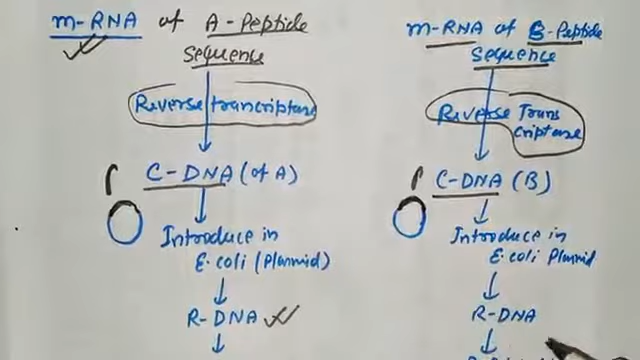 m-RNA of A-Peptide
Sequence
Reverse transcriptase
C-DNA (of A)
Introduce in
E.coli (Plasmid)
R-DNA
m-RNA of B-Peptide
Sequence
Reverse Trans
criptase
C-DNA (B)
Introduce in
E.coli Plasmid
R-DNA